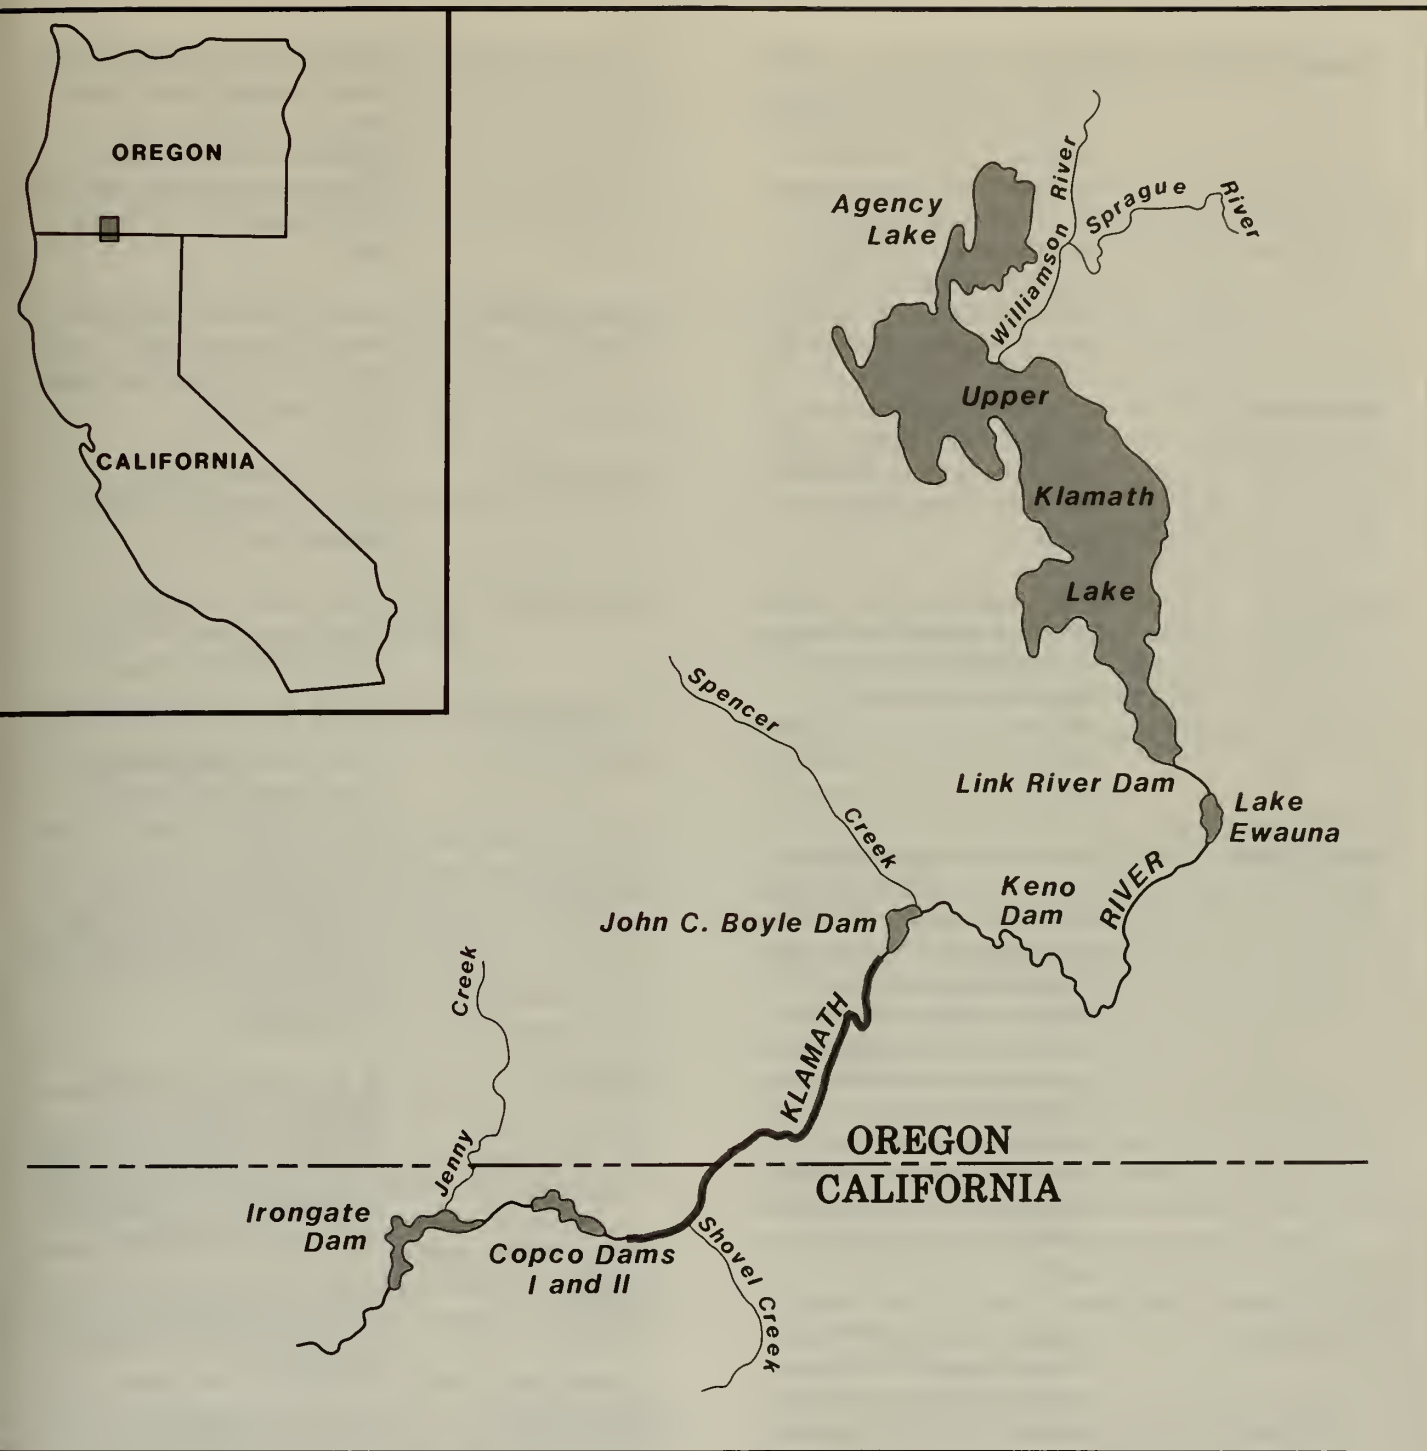 OREGON
CALIFORNIA
Agency
Lake
Williamson River
Sprague River
Upper
Klamath
Lake
Spencer Creek
Link River Dam
Lake
Ewauna
Keno
Dam
John C. Boyle Dam
KLAMATH RIVER
Jenny Creek
OREGON
CALIFORNIA
Irongate
Dam
Copco Dams
I and II
Shovel Creek